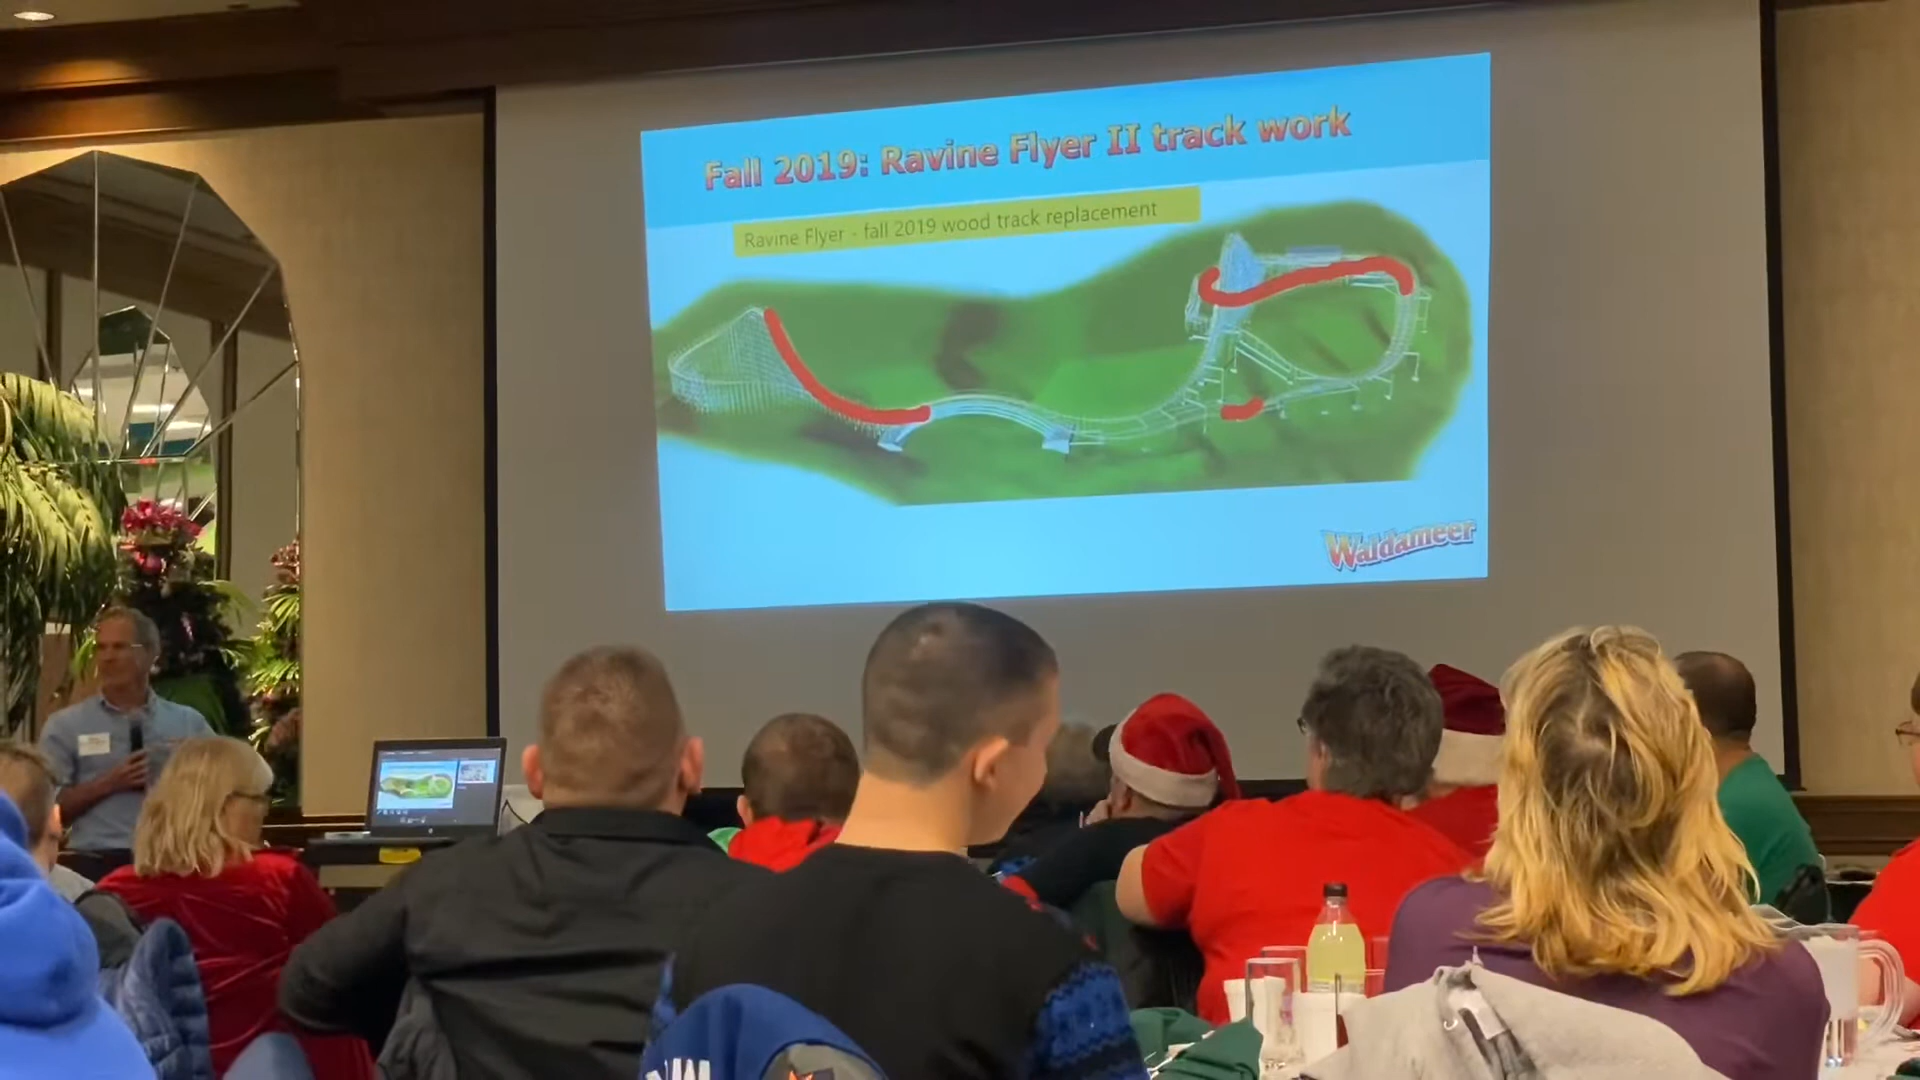 Fall 2019: Ravine Flyer II track work
Ravine Flyer - fall 2019 wood track replacement
Waldameer